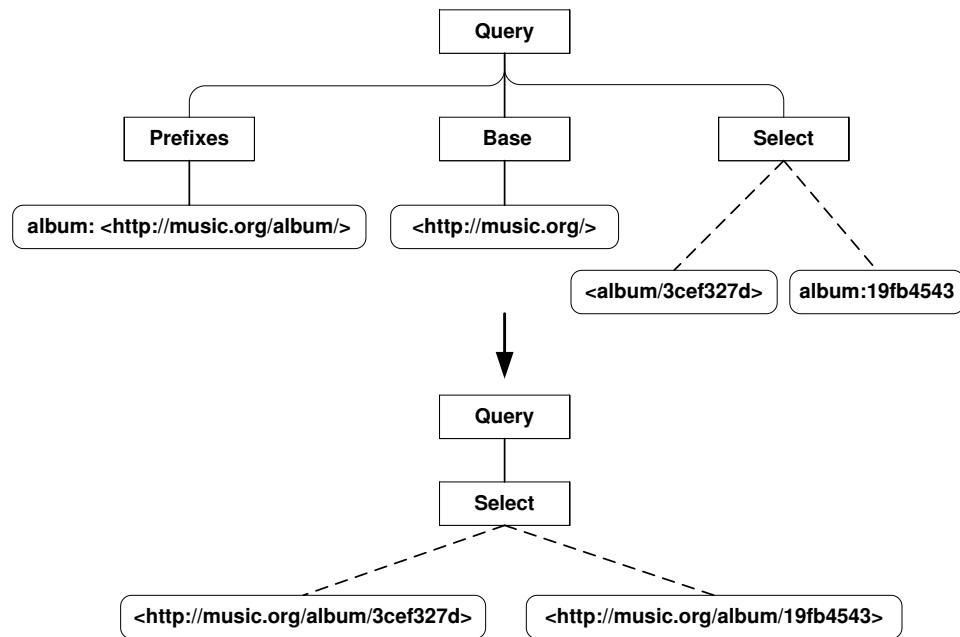 Query
Prefixes
Base
Select
album: <http://music.org/album/>
<http://music.org/>
<album/3cef327d>
album:19fb4543
Query
Select
<http://music.org/album/3cef327d>
<http://music.org/album/19fb4543>